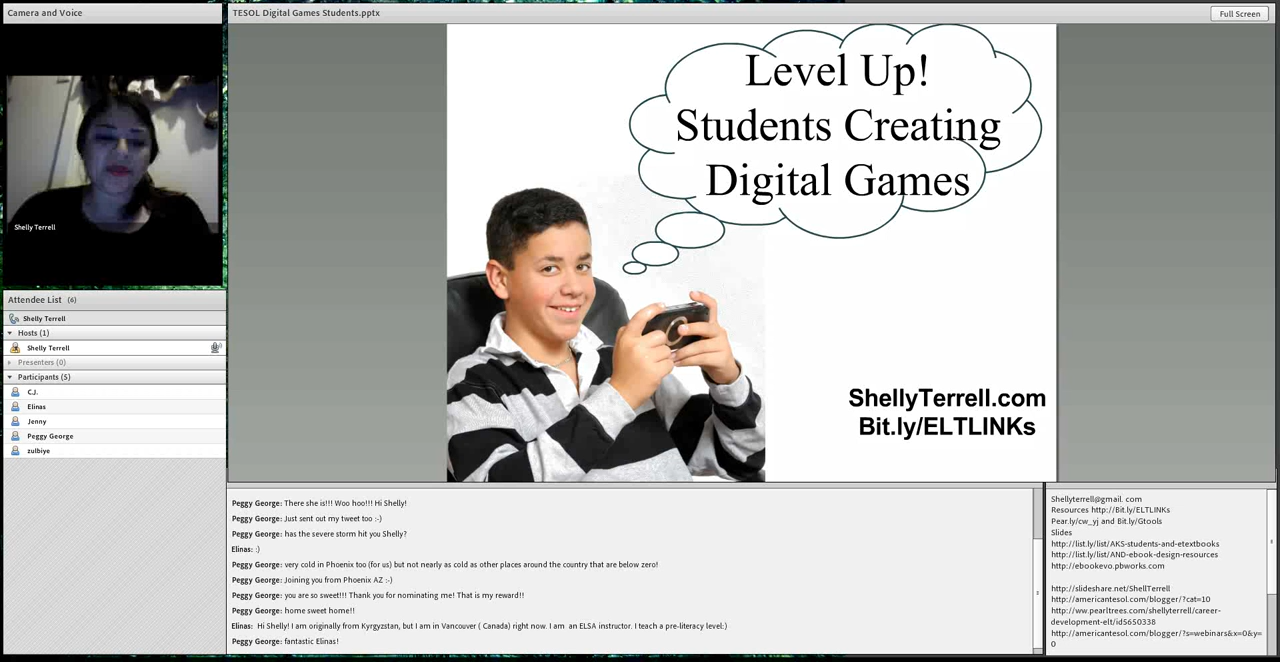 Camera and Voice
Shelly Terrell
Attendee List (6)
Shelly Terrell
Hosts (1)
Shelly Terrell
Presenters (0)
Participants (5)
C.J.
Elinas
Jenny
Peggy George
zulbiye
TESOL Digital Games Students.pptx
Full Screen
Level Up!
Students Creating
Digital Games
ShellyTerrell.com
Bit.ly/ELTLINKs
Peggy George: There she is!!! Woo hoo!!! Hi Shelly!
Peggy George: Just sent out my tweet too :-)
Peggy George: has the severe storm hit you Shelly?
Elinas: :)
Peggy George: very cold in Phoenix too (for us) but not nearly as cold as other places around the country that are below zero!
Peggy George: Joining you from Phoenix AZ :-)
Peggy George: you are so sweet!!! Thank you for nominating me! That is my reward!!
Peggy George: home sweet home!!
Elinas: Hi Shelly! I am originally from Kyrgyzstan, but I am in Vancouver ( Canada) right now. I am an ELSA instructor. I teach a pre-literacy level:)
Peggy George: fantastic Elinas!
Shellyterrell@gmail. com
Resources http://Bit.ly/ELTLINKs
Pear.ly/cw_yj and Bit.ly/Gtools
Slides
http://list.ly/list/AKS-students-and-etextbooks
http://list.ly/list/AND-ebook-design-resources
http://ebookevo.pbworks.com
http://slideshare.net/ShellTerrell
http://americantesol.com/blogger/?cat=10
http://ww.pearltrees.com/shellyterrell/career-
development-elt/id5650338
http://americantesol.com/blogger/?s=webinars&x=0&y=
0